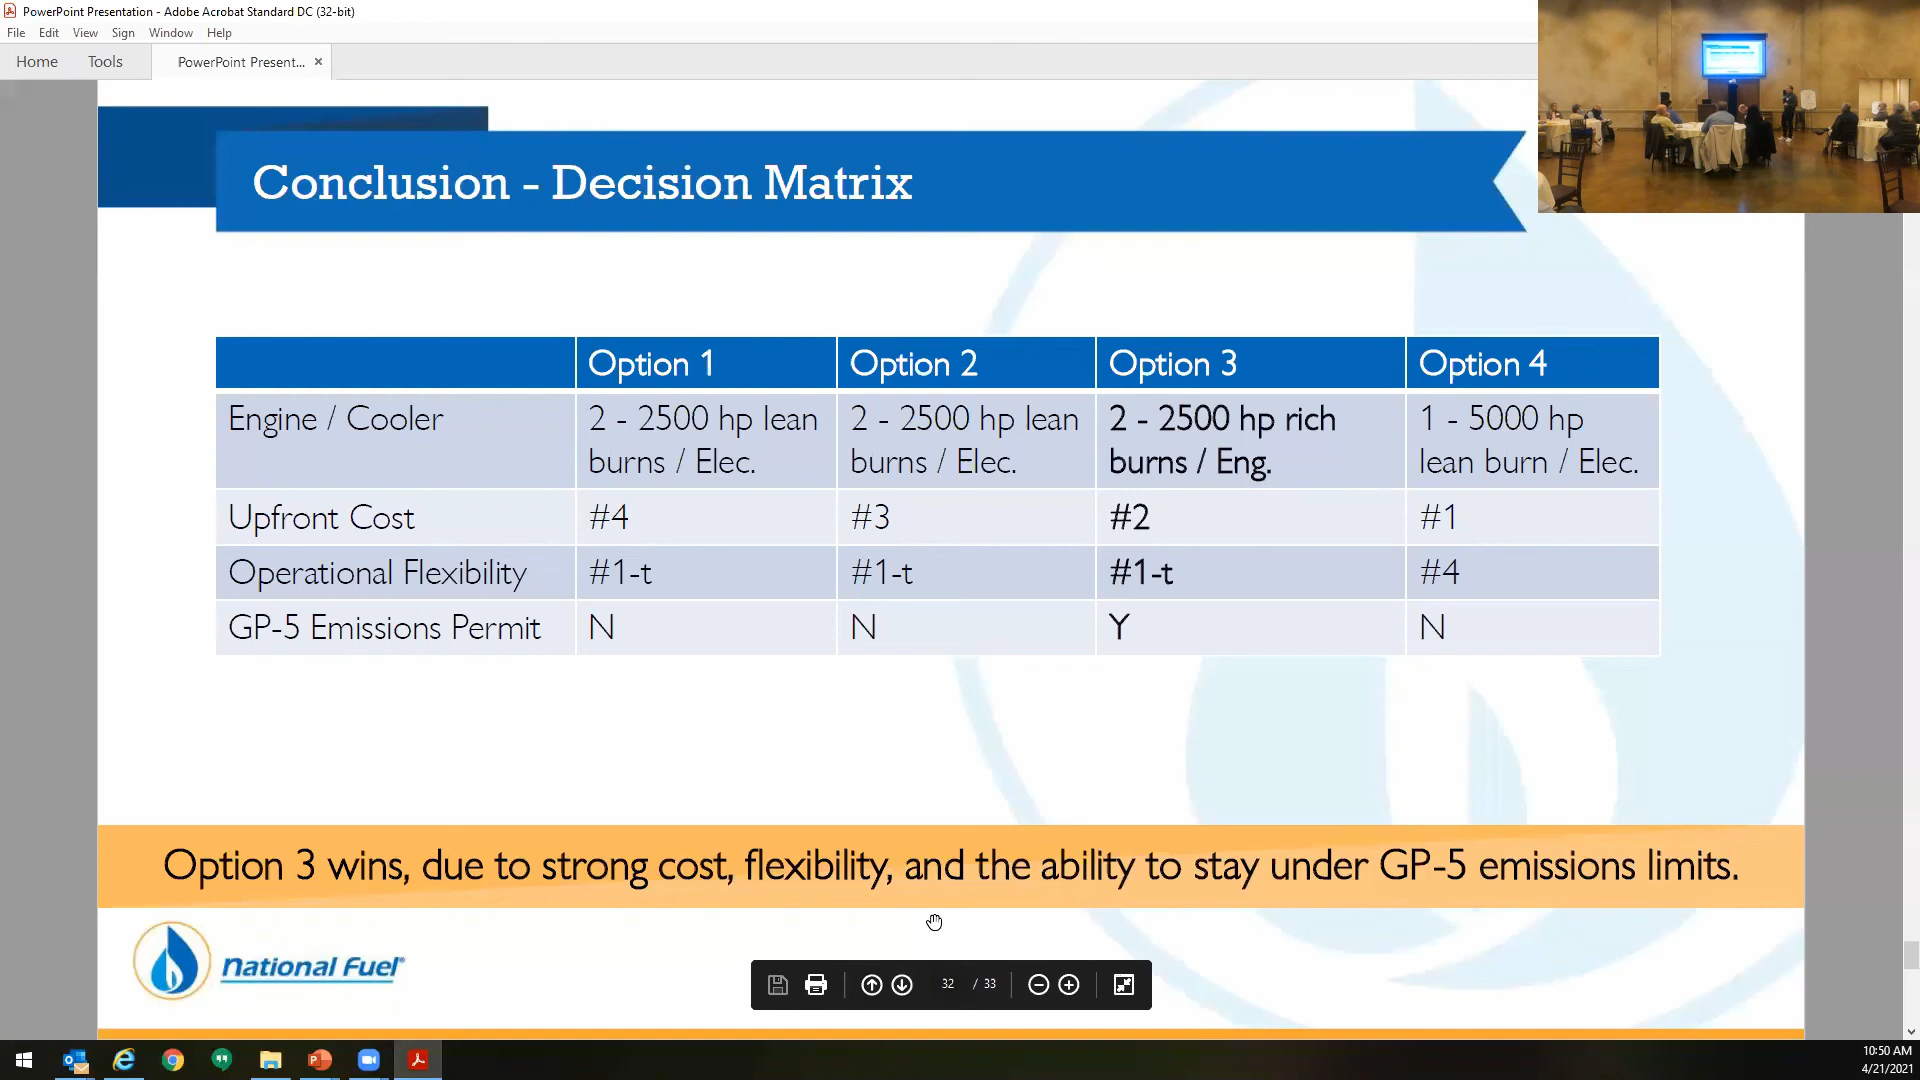 PowerPoint Presentation - Adobe Acrobat Standard DC (32-bit)
File Edit View Sign Window Help
Home Tools PowerPoint Present... ×
Conclusion - Decision Matrix
Option 1 Option 2 Option 3 Option 4
Engine / Cooler 2 - 2500 hp lean 2 - 2500 hp lean 2 - 2500 hp rich 1 - 5000 hp
burns / Elec. burns / Elec. burns / Eng. lean burn / Elec.
Upfront Cost #4 #3 #2 #1
Operational Flexibility #1-t #1-t #1-t #4
GP-5 Emissions Permit N N Y N
Option 3 wins, due to strong cost, flexibility, and the ability to stay under GP-5 emissions limits.
National Fuel®
32 / 33
10:50 AM
4/21/2021